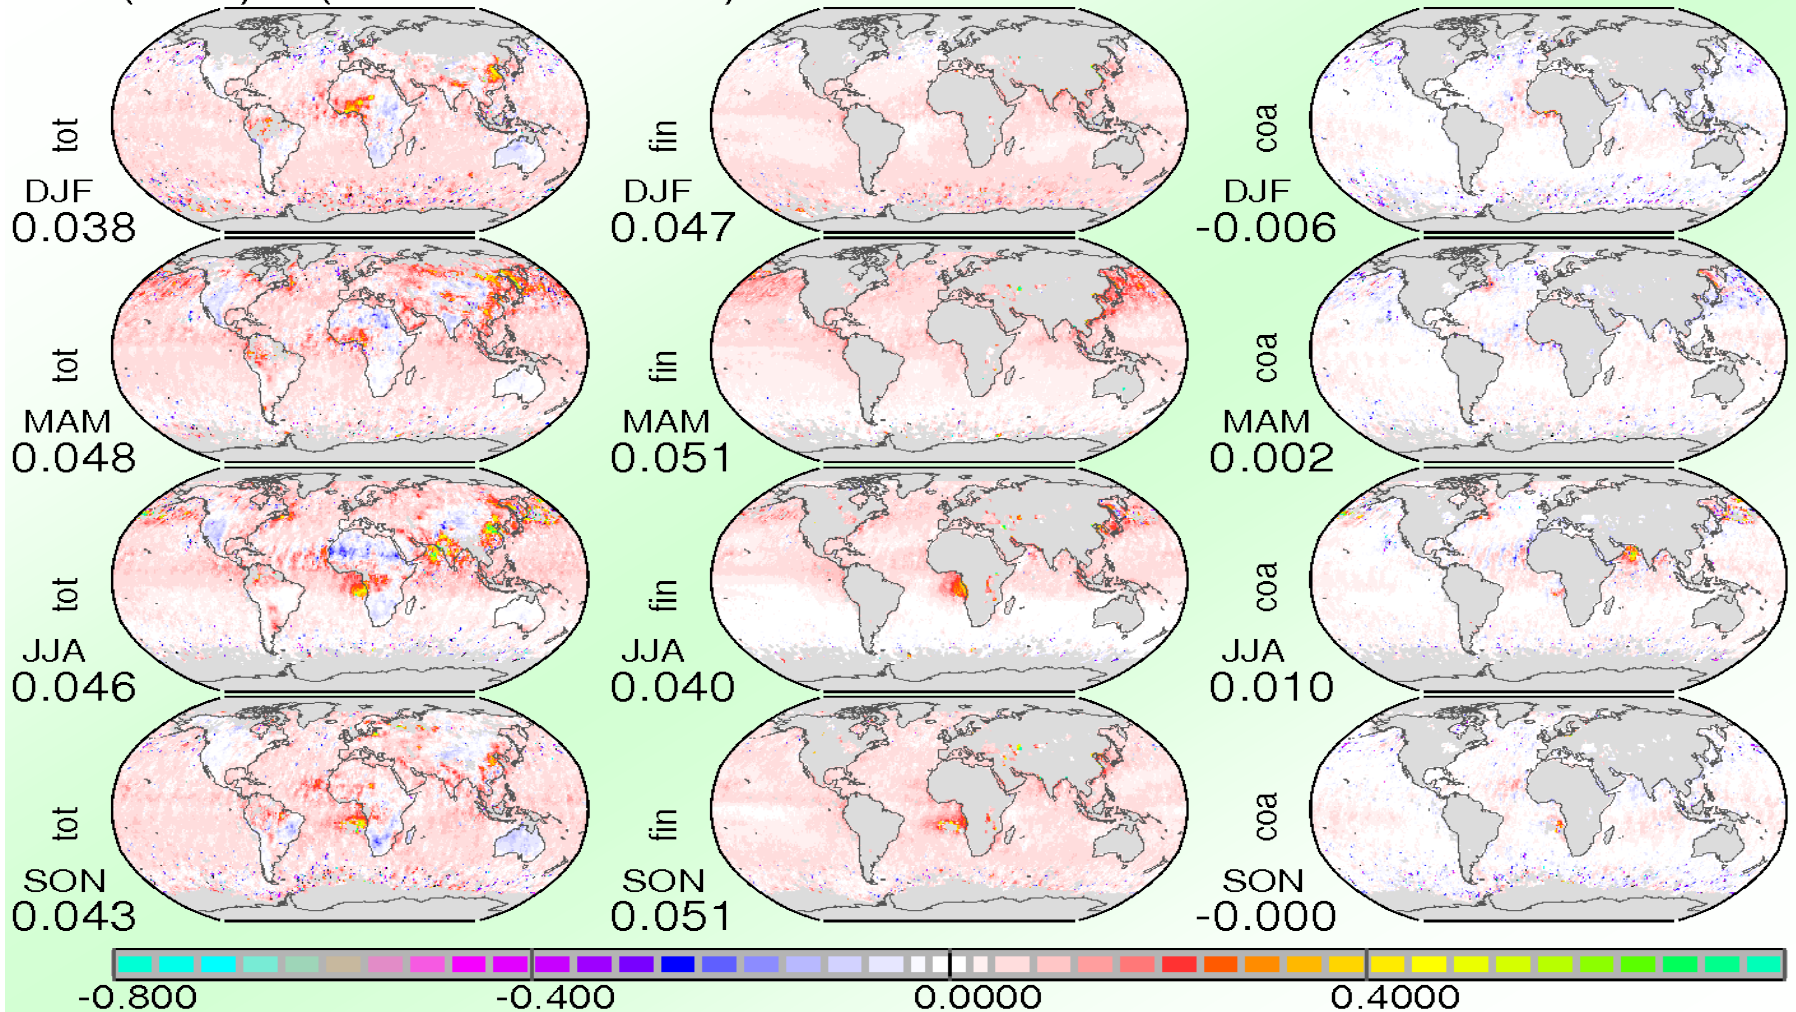 tot
DJF
0.038
fin
DJF
0.047
coa
DJF
-0.006
tot
MAM
0.048
fin
MAM
0.051
coa
MAM
0.002
tot
JJA
0.046
fin
JJA
0.040
coa
JJA
0.010
tot
SON
0.043
fin
SON
0.051
coa
SON
-0.000
-0.800 -0.400 0.0000 0.4000